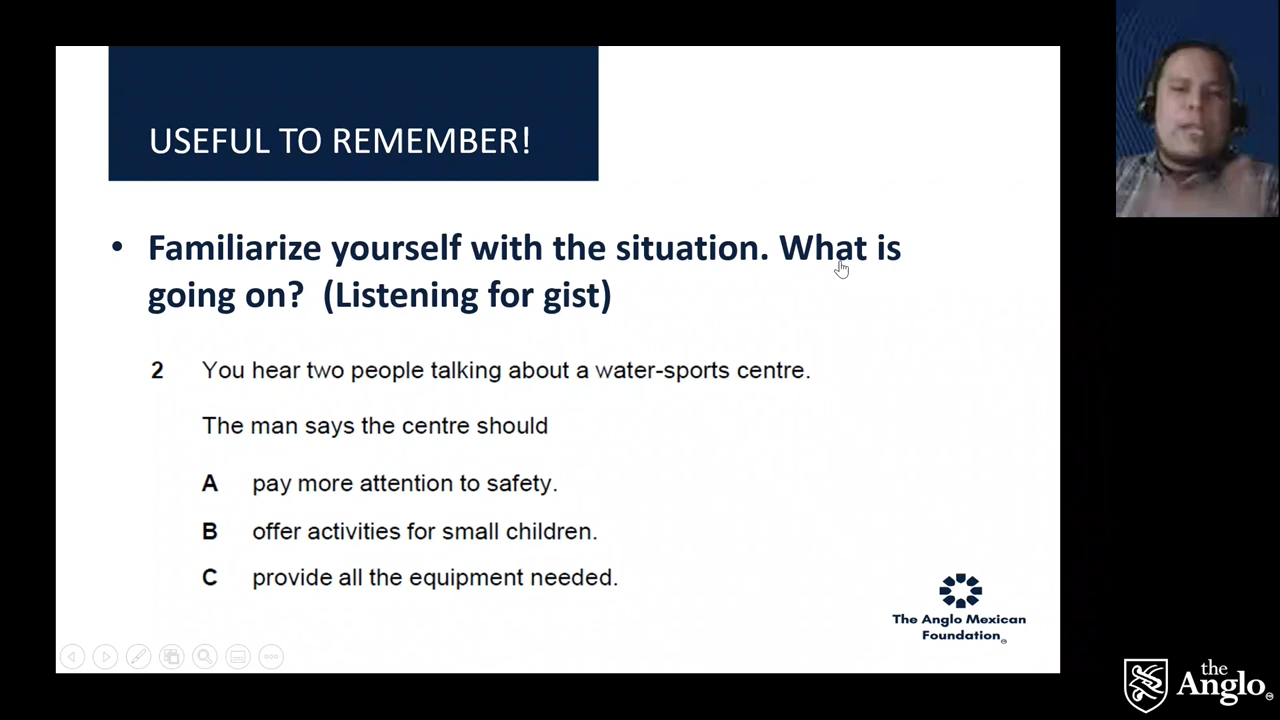 USEFUL TO REMEMBER!
• Familiarize yourself with the situation. What is
going on? (Listening for gist)
2 You hear two people talking about a water-sports centre.
The man says the centre should
A pay more attention to safety.
B offer activities for small children.
C provide all the equipment needed.
The Anglo Mexican
Foundation
the
Anglo